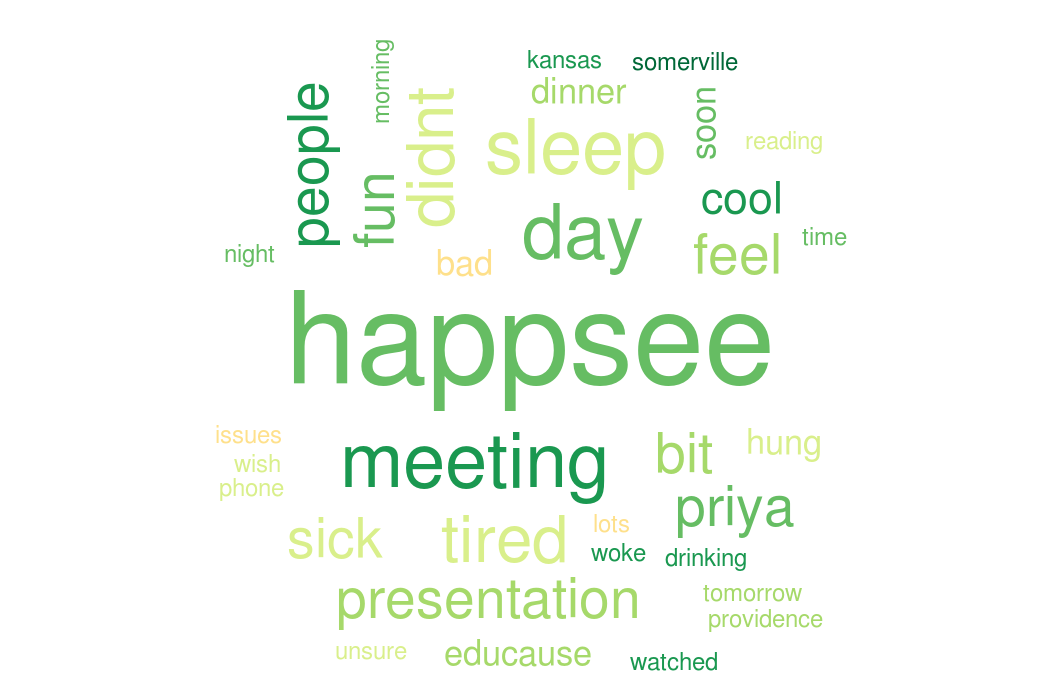 kansas
somerville
morning
people
didnt
dinner
soon
sleep
reading
fun
cool
day
feel
time
night
bad
happsee
issues
meeting
bit
hung
wish
phone
priya
sick
tired
lots
woke
drinking
presentation
tomorrow
providence
unsure
educause
watched